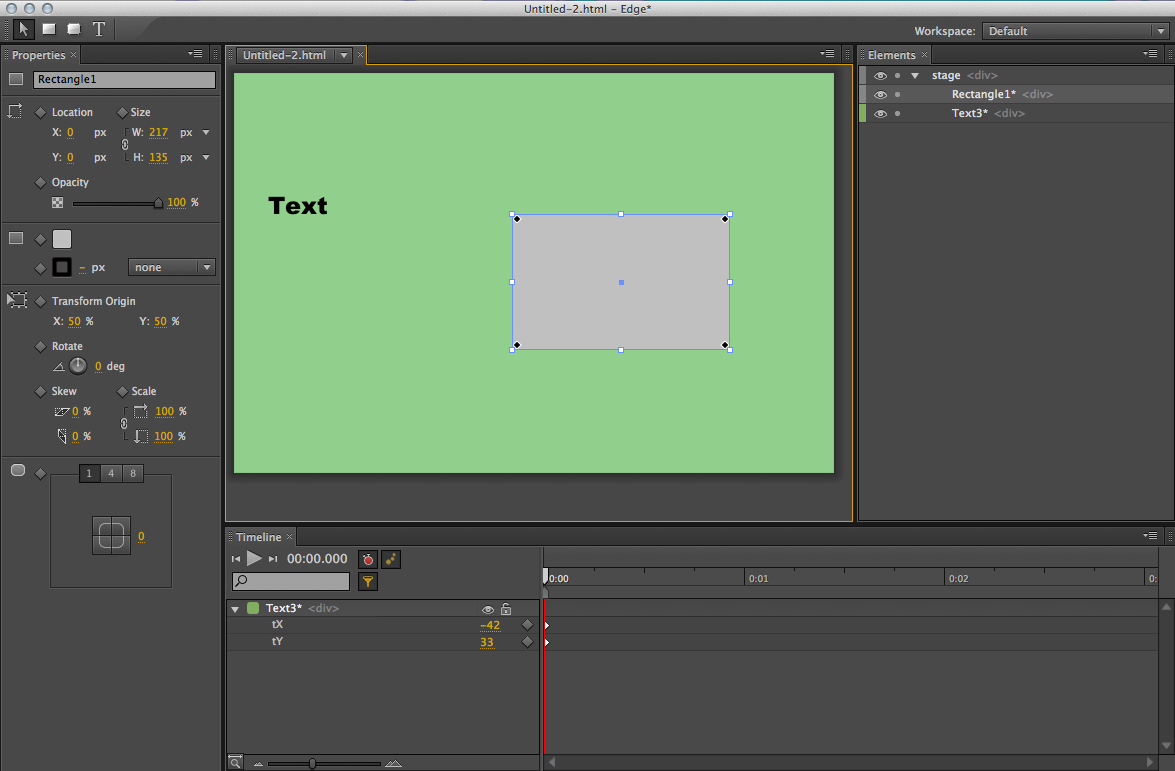 Untitled-2.html – Edge*
T
Workspace: Default
Properties ×
Untitled-2.html ×
Elements ×
Rectangle1
stage <div>
Rectangle1* <div>
Text3* <div>
Location Size
X: 0 px W: 217 px
Y: 0 px H: 135 px
Opacity
100 %
– px none
Transform Origin
X: 50 % Y: 50 %
Rotate
0 deg
Skew Scale
0 % 100 %
0 % 100 %
1 4 8
0
Text
Timeline ×
00:00.000
0:00 0:01 0:02 0:
Text3* <div>
tX -42
tY 33